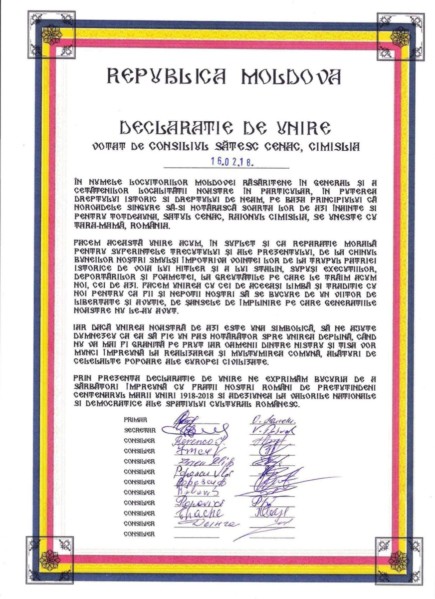 REPUBLICA MOLDOVA
DECLARATIE DE UNIRE
VOTAT DE CONSILIUL SĂTESC CENAC, CIMISLIA
15.02.18.
ÎN NUMELE LOCUITORILOR MOLDOVEI RĂSĂRITENE ÎN GENERAL ȘI A
CETĂȚENILOR LOCALITĂȚII NOASTRE ÎN PARTICULAR, ÎN PUTEREA
DREPTULUI ISTORIC ȘI DREPTULUI DE NEAM, PE BAZA PRINCIPIULUI CĂ
NOROADELE SINGURE SĂ-ȘI HOTĂRASCĂ SOARTA LOR DE AZI ÎNAINTE ȘI
PENTRU TOTDEAUNA, SATUL CENAC, RAIONUL CIMIȘLIA, SE UNEȘTE CU
ȚARA-MAMĂ, ROMÂNIA.
FACEM ACEASTĂ UNIRE ACUM, ÎN SUFLET ȘI CA REPARAȚIE MORALĂ
PENTRU SUFERINȚELE TRECUTULUI ȘI ALE PREZENTULUI, DE LA CHINUL
BUNEILOR NOȘTRI SMULȘI ÎMPOTRIVA VOINȚEI LOR DE LA TRUPUL PATRIEI
ISTORICE DE VOIA LUI HITLER ȘI A LUI STALIN, SUPUȘI EXECUȚIILOR,
DEPORTĂRILOR ȘI FOAMETEI, LA GREUTĂȚILE PE CARE LE TRĂIM ACUM
NOI, CEI DE AZI. FACEM UNIREA CU CEI DE ACEEAȘI LIMBĂ ȘI TRADIȚIE CU
NOI PENTRU CA FII ȘI NEPOȚII NOȘTRI SĂ SE BUCURE DE UN VIITOR DE
LIBERTATE ȘI AVUȚIE, DE ȘANSELE DE ÎMPLINIRE PE CARE GENERAȚIILE
NOASTRE NU LE-AU AVUT.
IAR DACĂ UNIREA NOASTRĂ DE AZI ESTE UNA SIMBOLICĂ, SĂ NE AJUTE
DUMNEZEU CA EA SĂ FIE UN PAS HOTĂRÂTOR SPRE UNIREA DEPLINĂ, CÂND
NU VA MAI FI GRANIȚĂ PE PRUT IAR OAMENII DINTRE NISTRU ȘI TISA VOR
MUNCI ÎMPREUNĂ LA REALIZAREA ȘI MULȚUMIREA COMUNĂ, ALĂTURI DE
CELELALTE POPOARE ALE EUROPEI CIVILIZATE.
PRIN PREZENTA DECLARAȚIE DE UNIRE NE EXPRIMĂM BUCURIA DE A
SĂRBĂTORI ÎMPREUNĂ CU FRAȚII NOȘTRI ROMÂNI DE PRETUTINDENI
CENTENARUL MARII UNIRI 1918-2018 ȘI ADEZIUNEA LA VALORILE NAȚIONALE
ȘI DEMOCRATICE ALE SPAȚIULUI CULTURAL ROMÂNESC.
PRIMAR
SECRETAR
CONSILIER
CONSILIER
CONSILIER
CONSILIER
CONSILIER
CONSILIER
CONSILIER
CONSILIER
CONSILIER
CONSILIER